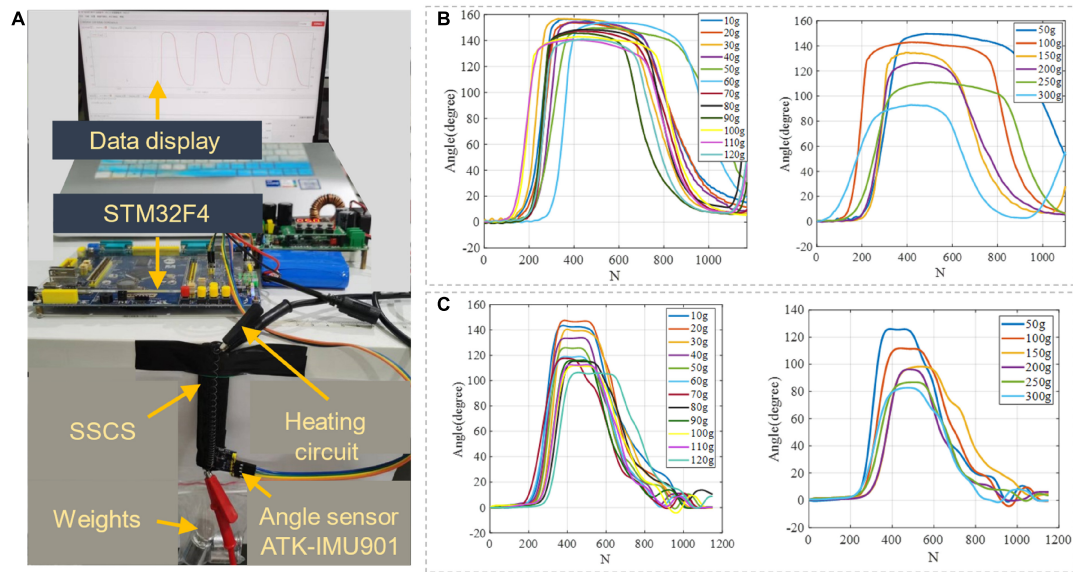 A
Data display
STM32F4
SSCS
Heating
circuit
Weights
Angle sensor
ATK-IMU901
B
160
140
120
100
80
60
40
20
0
-20
Angle(degree)
0 200 400 600 800 1000
N
10g
20g
30g
40g
50g
60g
70g
80g
90g
100g
110g
120g
160
140
120
100
80
60
40
20
0
-20
Angle(degree)
0 200 400 600 800 1000
N
50g
100g
150g
200g
250g
300g
C
160
140
120
100
80
60
40
20
0
-20
Angle(degree)
0 200 400 600 800 1000 1200
N
10g
20g
30g
40g
50g
60g
70g
80g
90g
100g
110g
120g
140
120
100
80
60
40
20
0
-20
Angle(degree)
0 200 400 600 800 1000 1200
N
50g
100g
150g
200g
250g
300g